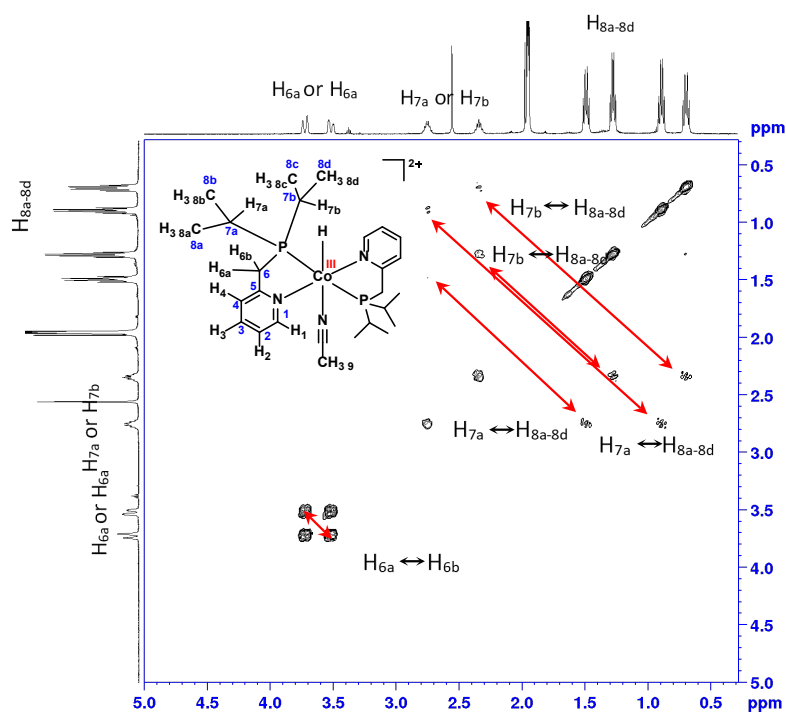 H8a-8d
H6a or H6a
H7a or H7b
ppm
0.5
1.0
1.5
2.0
2.5
3.0
3.5
4.0
4.5
5.0
H8a-8d
H7a or H7b
H6a or H6a
8c
8d
]2+
H3 8cC
CH3 8d
8b
7b
H3 8bC
H7a
H7b
H3 8aC
7a
8a
P
H
N
H6b
III
H6a
6
Co
5
H4
N
P
4
1
N
H3
3
2
H1
H2
CH3 9
H7b ↔ H8a-8d
H7b ↔ H8a-8d
H7a ↔ H8a-8d
H7a ↔ H8a-8d
H6a ↔ H6b
5.0 4.5 4.0 3.5 3.0 2.5 2.0 1.5 1.0 0.5 ppm